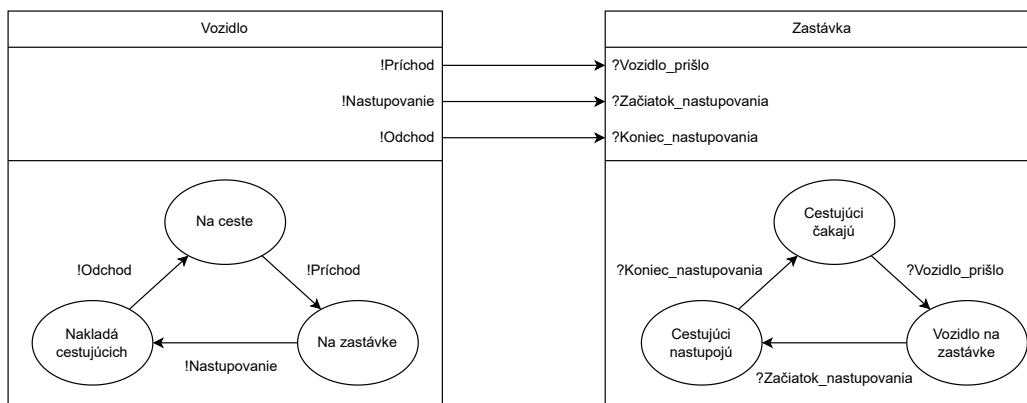 Vozidlo
!Príchod
!Nastupovanie
!Odchod
Na ceste
!Odchod
!Príchod
Nakladá
cestujúcich
Na zastávke
!Nastupovanie
Zastávka
?Vozidlo_prišlo
?Začiatok_nastupovania
?Koniec_nastupovania
Cestujúci
čakajú
?Koniec_nastupovania
?Vozidlo_prišlo
Cestujúci
nastupojú
Vozidlo na
zastávke
?Začiatok_nastupovania